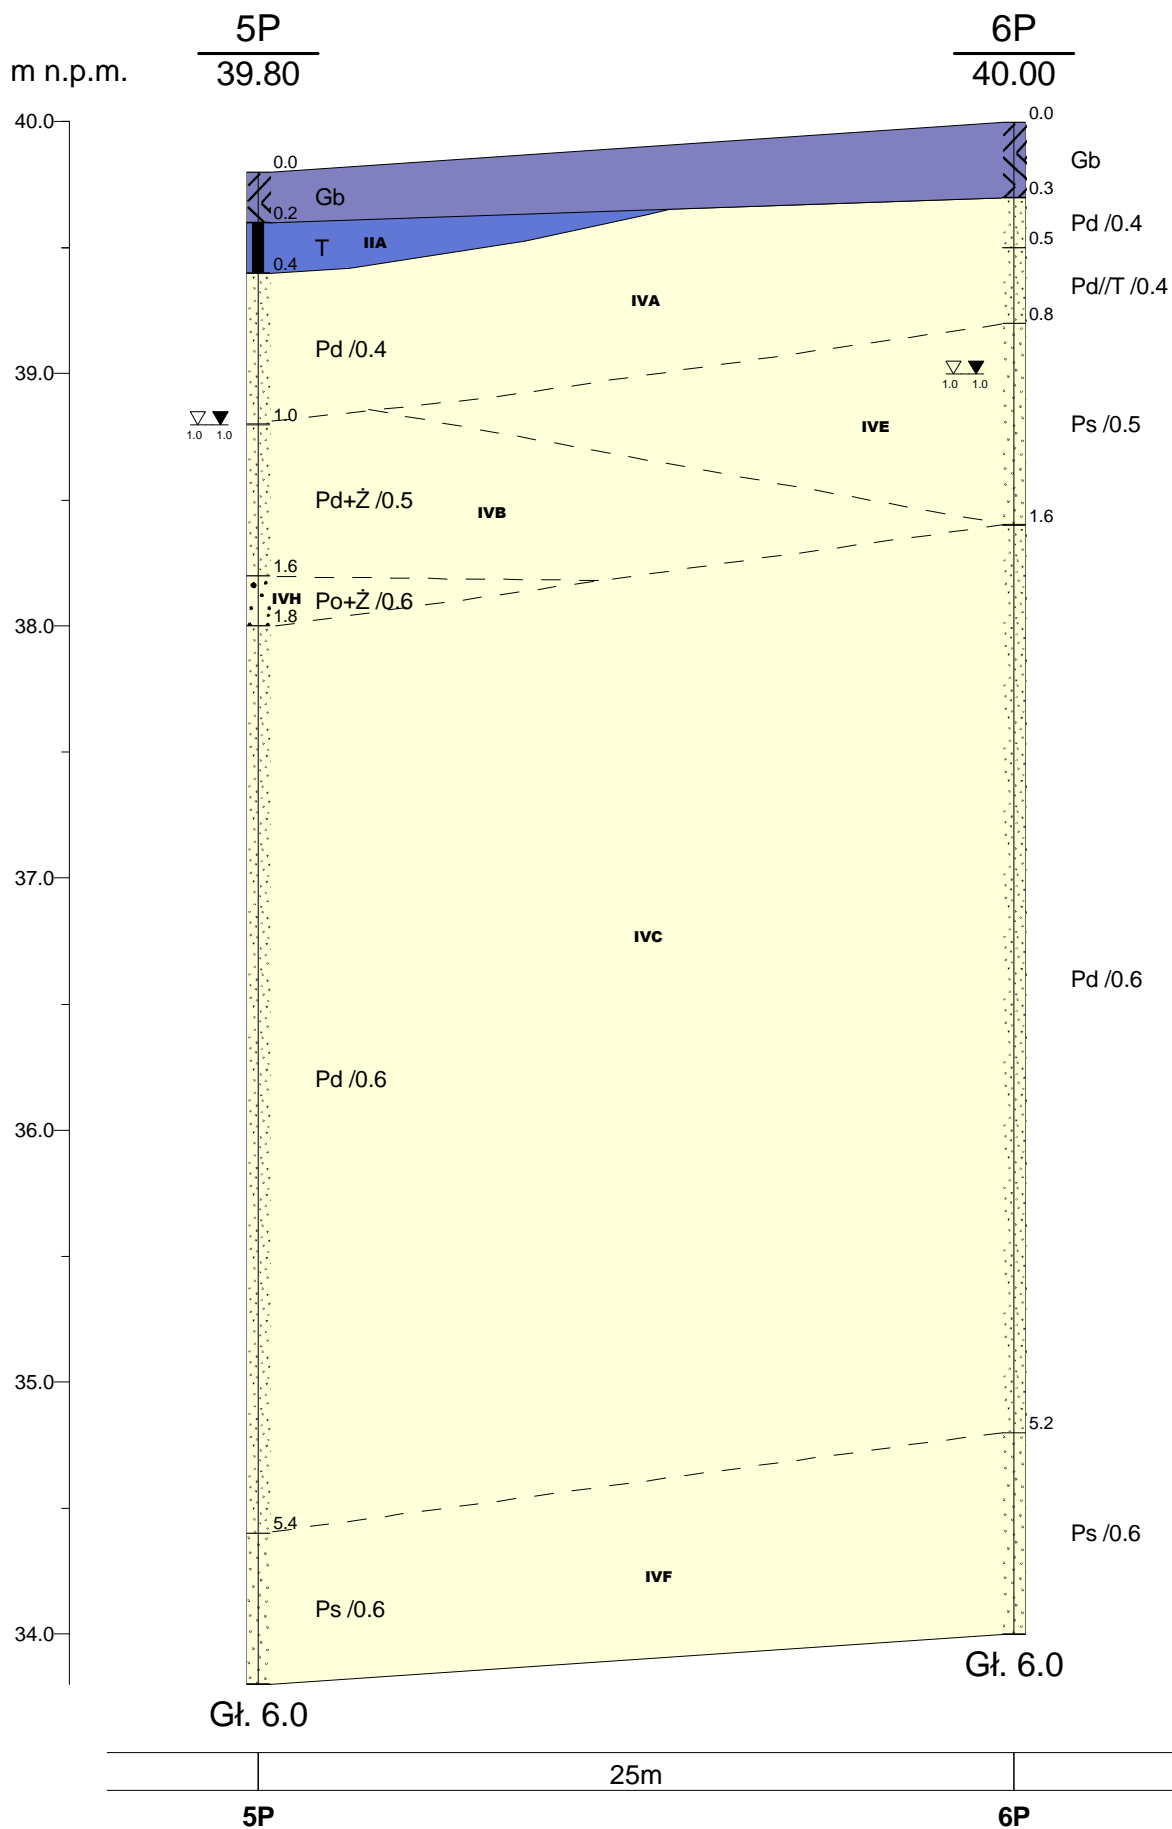 5P 6P
m n.p.m. 39.80 40.00
40.0
0.0
0.0
Gb
Gb
0.3
0.2
Pd /0.4
0.5
T IIA
0.4
Pd//T /0.4
IVA
0.8
Pd /0.4
39.0
1.0 1.0
1.0
Ps /0.5
IVE
1.0 1.0
Pd+Ż /0.5
IVB
1.6
1.6
IVH Po+Ż /0.6
1.8
38.0
37.0
IVC
Pd /0.6
Pd /0.6
36.0
35.0
5.2
5.4
Ps /0.6
IVF
Ps /0.6
34.0
Gł. 6.0
Gł. 6.0
25m
5P 6P